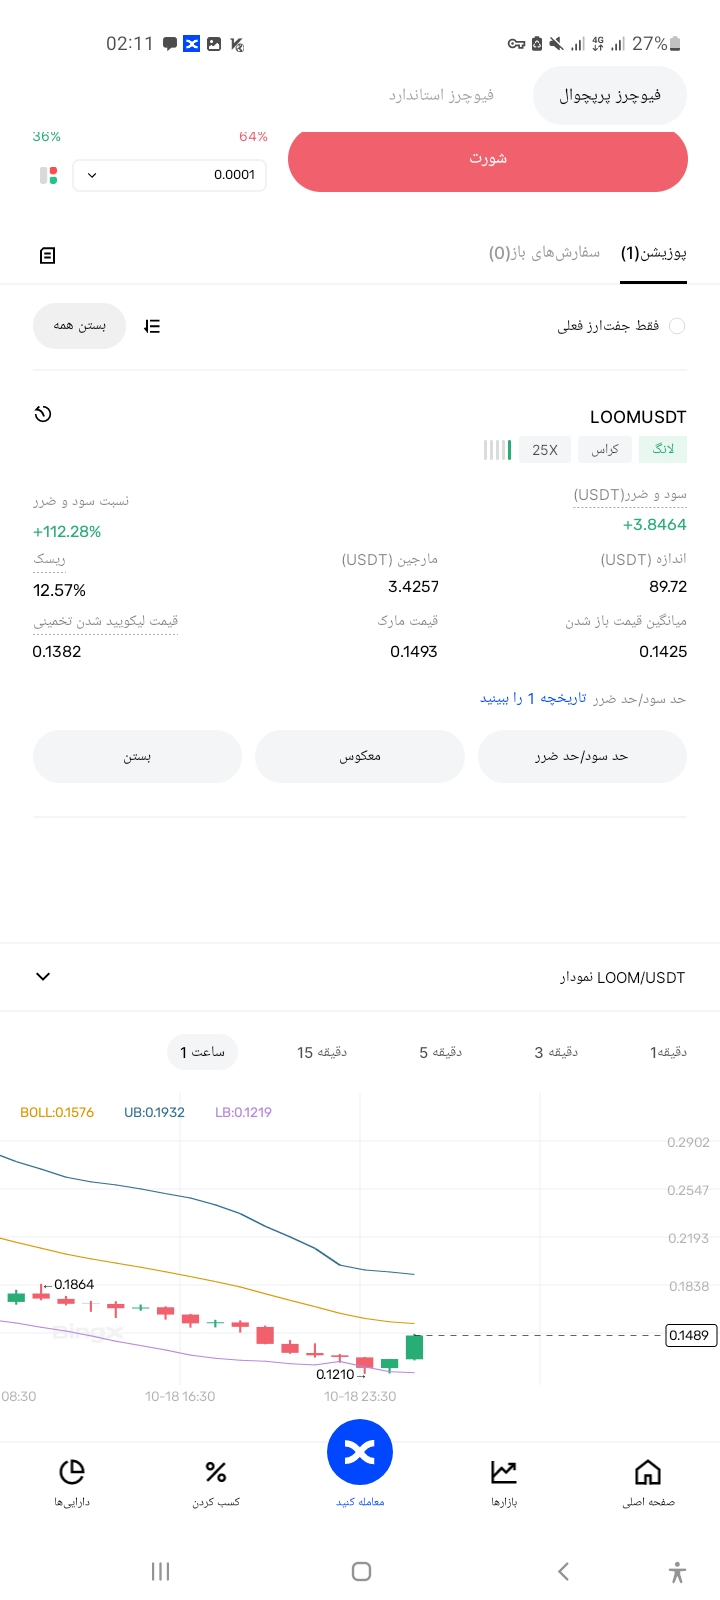 02:11
4G
27%
فیوچرز پرپچوال
فیوچرز استاندارد
36%
64%
شورت
0.0001
پوزیشن(1)
سفارش‌های باز(0)
فقط جفت‌ارز فعلی
بستن همه
LOOMUSDT
لانگ
کراس
25X
سود و ضرر(USDT)
نسبت سود و ضرر
+3.8464
+112.28%
اندازه (USDT)
مارجین (USDT)
ریسک
89.72
3.4257
12.57%
میانگین قیمت باز شدن
قیمت مارک
قیمت لیکویید شدن تخمینی
0.1425
0.1493
0.1382
حد سود/حد ضرر تاریخچه 1 را ببینید
حد سود/حد ضرر
معکوس
بستن
LOOM/USDT نمودار
دقیقه1
دقیقه 3
دقیقه 5
دقیقه 15
ساعت 1
BOLL:0.1576 UB:0.1932 LB:0.1219
0.2902
0.2547
0.2193
0.1838
0.1864
BingX
0.1489
0.1210
08:30
10-18 16:30
10-18 23:30
صفحه اصلی
بازارها
معامله کنید
کسب کردن
دارایی‌ها